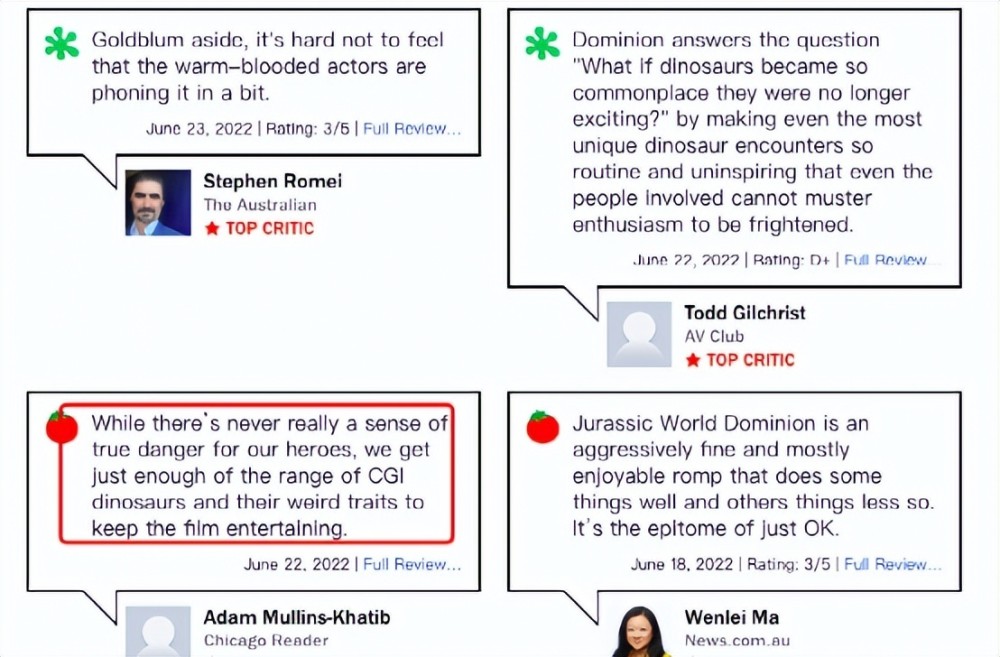 Goldblum aside, it's hard not to feel
that the warm-blooded actors are
phoning it in a bit.
June 23, 2022 | Rating: 3/5 | Full Review...
Stephen Romei
The Australian
TOP CRITIC
Dominion answers the question
"What if dinosaurs became so
commonplace they were no longer
exciting?" by making even the most
unique dinosaur encounters so
routine and uninspiring that even the
people involved cannot muster
enthusiasm to be frightened.
June 22, 2022 | Rating: D+ | Full Review...
Todd Gilchrist
AV Club
TOP CRITIC
While there's never really a sense of
true danger for our heroes, we get
just enough of the range of CGI
dinosaurs and their weird traits to
keep the film entertaining.
June 22, 2022 | Full Review...
Adam Mullins-Khatib
Chicago Reader
Jurassic World Dominion is an
aggressively fine and mostly
enjoyable romp that does some
things well and others things less so.
It's the epitome of just OK.
June 18, 2022 | Rating: 3/5 | Full Review...
Wenlei Ma
News.com.au